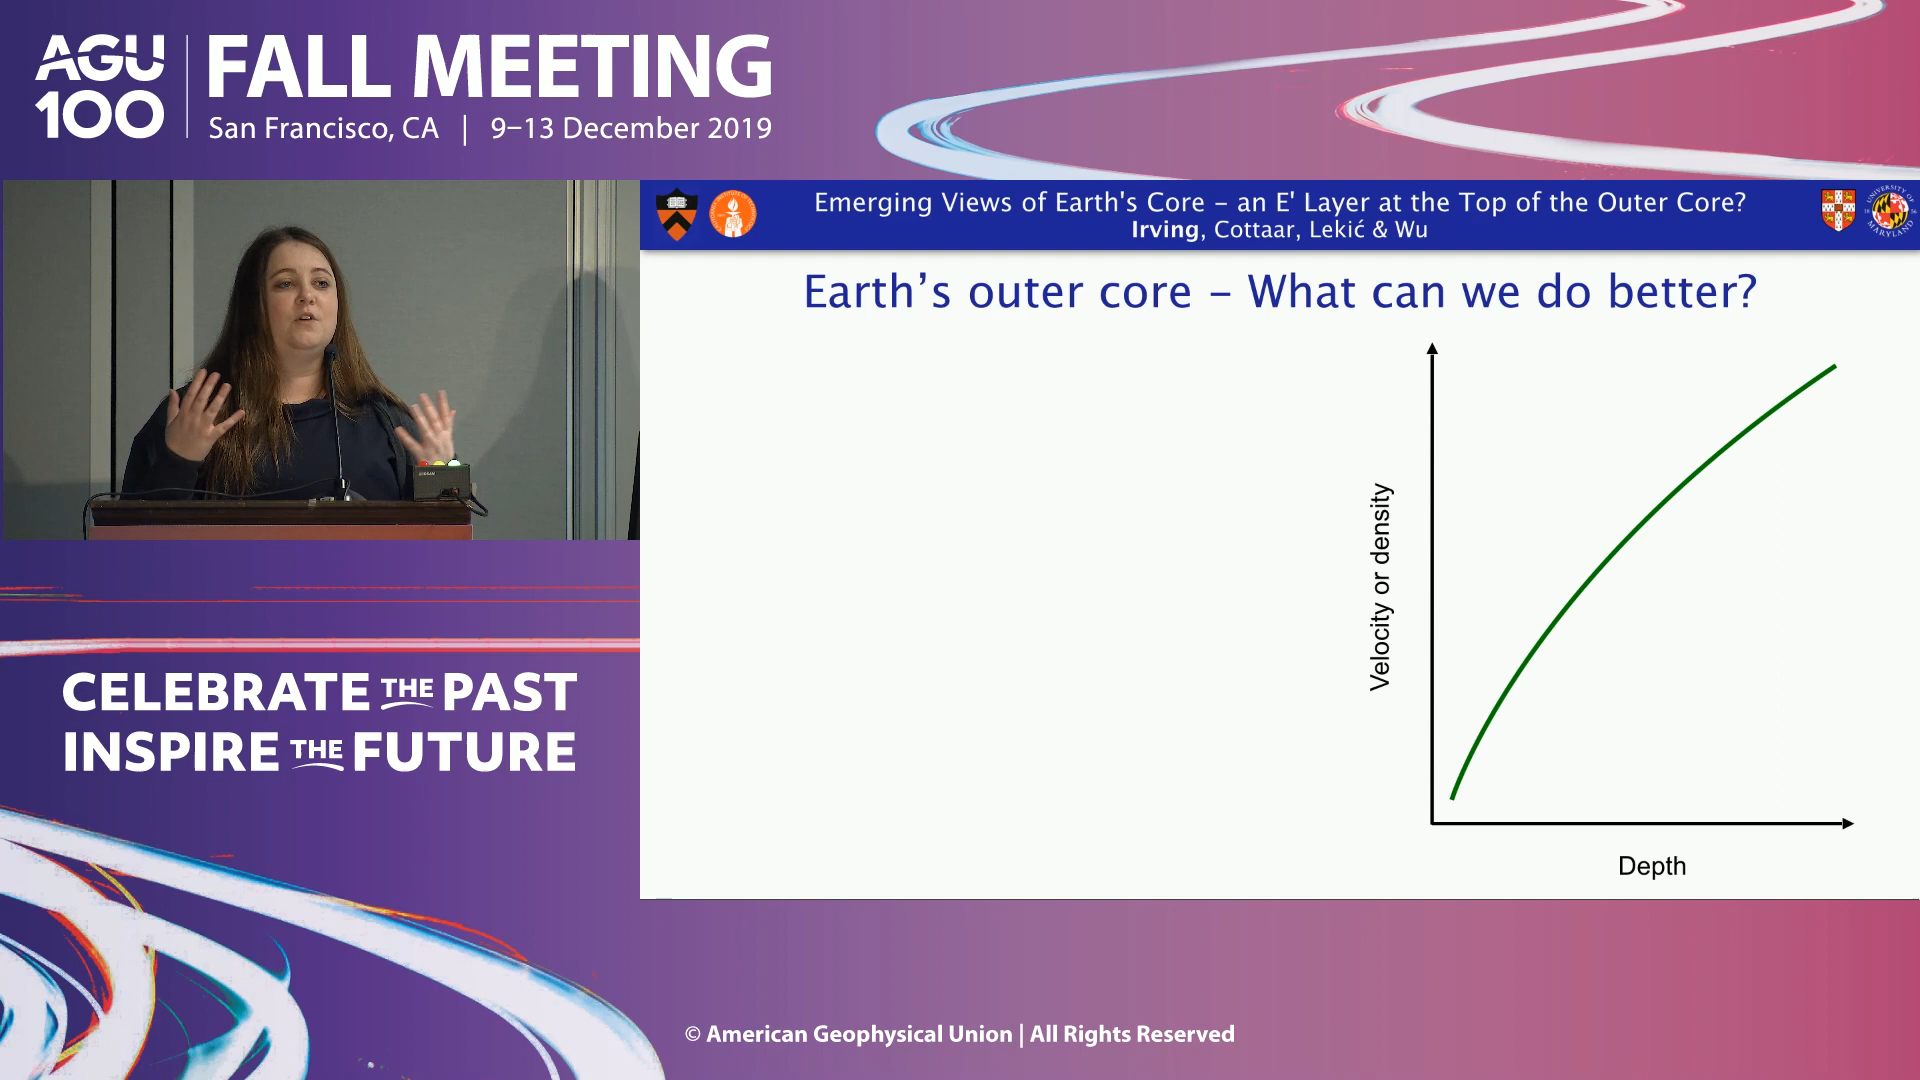 AGU
100
FALL MEETING
San Francisco, CA | 9–13 December 2019
Emerging Views of Earth's Core – an E' Layer at the Top of the Outer Core?
Irving, Cottaar, Lekić & Wu
Earth’s outer core – What can we do better?
Velocity or density
Depth
CELEBRATE THE PAST
INSPIRE THE FUTURE
© American Geophysical Union | All Rights Reserved